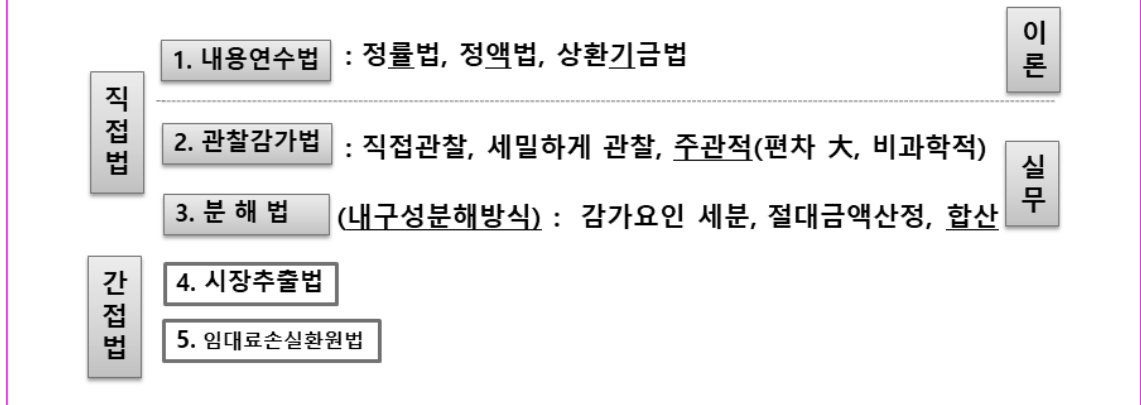 이론
직접법
1. 내용연수법 : 정률법, 정액법, 상환기금법
2. 관찰감가법 : 직접관찰, 세밀하게 관찰, 주관적(편차 大, 비과학적)
실무
3. 분 해 법 (내구성분해방식) : 감가요인 세분, 절대금액산정, 합산
간접법
4. 시장추출법
5. 임대료손실환원법